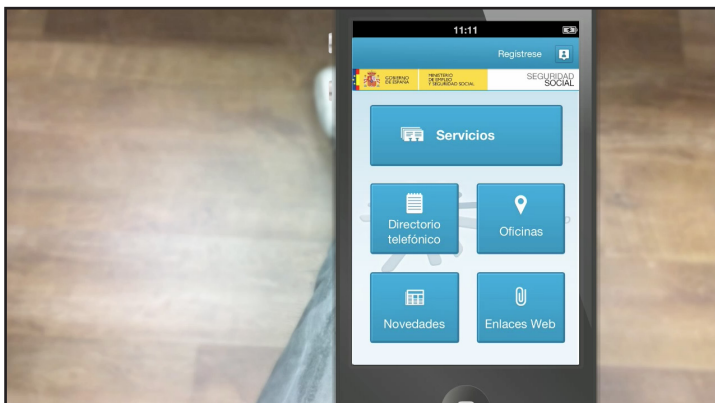 11:11
Regístrese
GOBIERNO
DE ESPAÑA
MINISTERIO
DE EMPLEO
Y SEGURIDAD SOCIAL
SEGURIDAD
SOCIAL
Servicios
Directorio
telefónico
Oficinas
Novedades
Enlaces Web